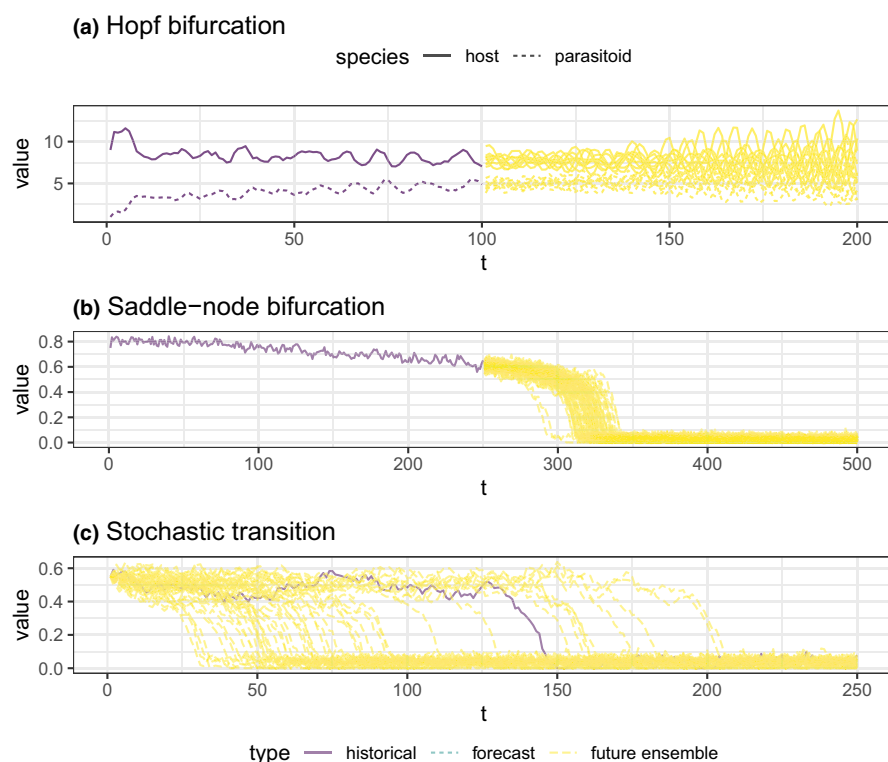 (a) Hopf bifurcation
species host parasitoid
value
10
5
0 50 100 150 200
t
(b) Saddle−node bifurcation
value
0.8
0.6
0.4
0.2
0.0
0 100 200 300 400 500
t
(c) Stochastic transition
value
0.6
0.4
0.2
0.0
0 50 100 150 200 250
t
type historical forecast future ensemble